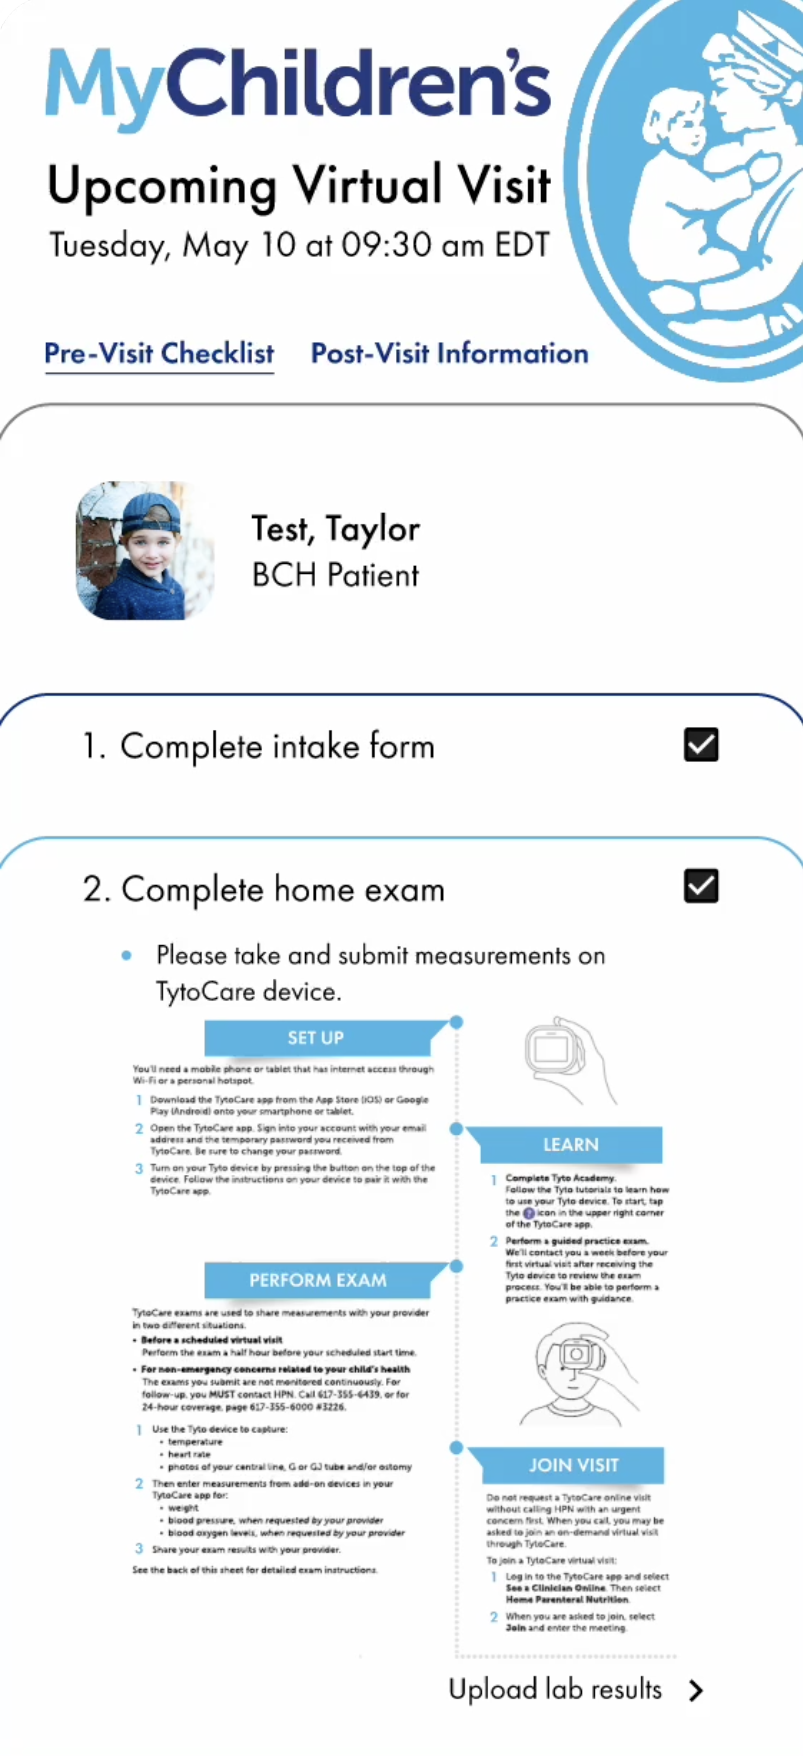 MyChildren's
Upcoming Virtual Visit
Tuesday, May 10 at 09:30 am EDT
Pre-Visit Checklist
Post-Visit Information
Test, Taylor
BCH Patient
1. Complete intake form
2. Complete home exam
• Please take and submit measurements on
TytoCare device.
SET UP
You'll need a mobile phone or tablet that has internet access through
Wi-Fi or a personal hotspot.
1 Download the TytoCare app from the App Store (iOS) or Google
Play (Android) onto your smartphone or tablet.
2 Open the TytoCare app. Sign into your account with your email
address and the temporary password you received from
TytoCare. Be sure to change your password.
3 Turn on your Tyto device by pressing the button on the top of the
device. Follow the instructions on your device to pair it with the
TytoCare app.
LEARN
1 Complete Tyto Academy.
Follow the Tyto tutorials to learn how
to use your Tyto device. To start, tap
the ? icon in the upper right corner
of the TytoCare app.
2 Perform a guided practice exam.
We'll contact you a week before your
first virtual visit after receiving the
Tyto device to review the exam
process. You'll be able to perform a
practice exam with guidance.
PERFORM EXAM
TytoCare exams are used to share measurements with your provider
in two different situations.
• Before a scheduled virtual visit
Perform the exam a half hour before your scheduled start time.
• For non-emergency concerns related to your child's health
The exams you submit are not monitored continuously. For
follow-up, you MUST contact HPN. Call 617-355-6439, or for
24-hour coverage, page 617-355-6000 #3226.
1 Use the Tyto device to capture:
• temperature
• heart rate
• photos of your central line, G or GJ tube and/or ostomy
2 Then enter measurements from add-on devices in your
TytoCare app for:
• weight
• blood pressure, when requested by your provider
• blood oxygen levels, when requested by your provider
3 Share your exam results with your provider.
See the back of this sheet for detailed exam instructions.
JOIN VISIT
Do not request a TytoCare online visit
without calling HPN with an urgent
concern first. When you call, you may be
asked to join an on-demand virtual visit
through TytoCare.
To join a TytoCare virtual visit:
1 Log in to the TytoCare app and select
See a Clinician Online. Then select
Home Parenteral Nutrition.
2 When you are asked to join, select
Join and enter the meeting.
Upload lab results